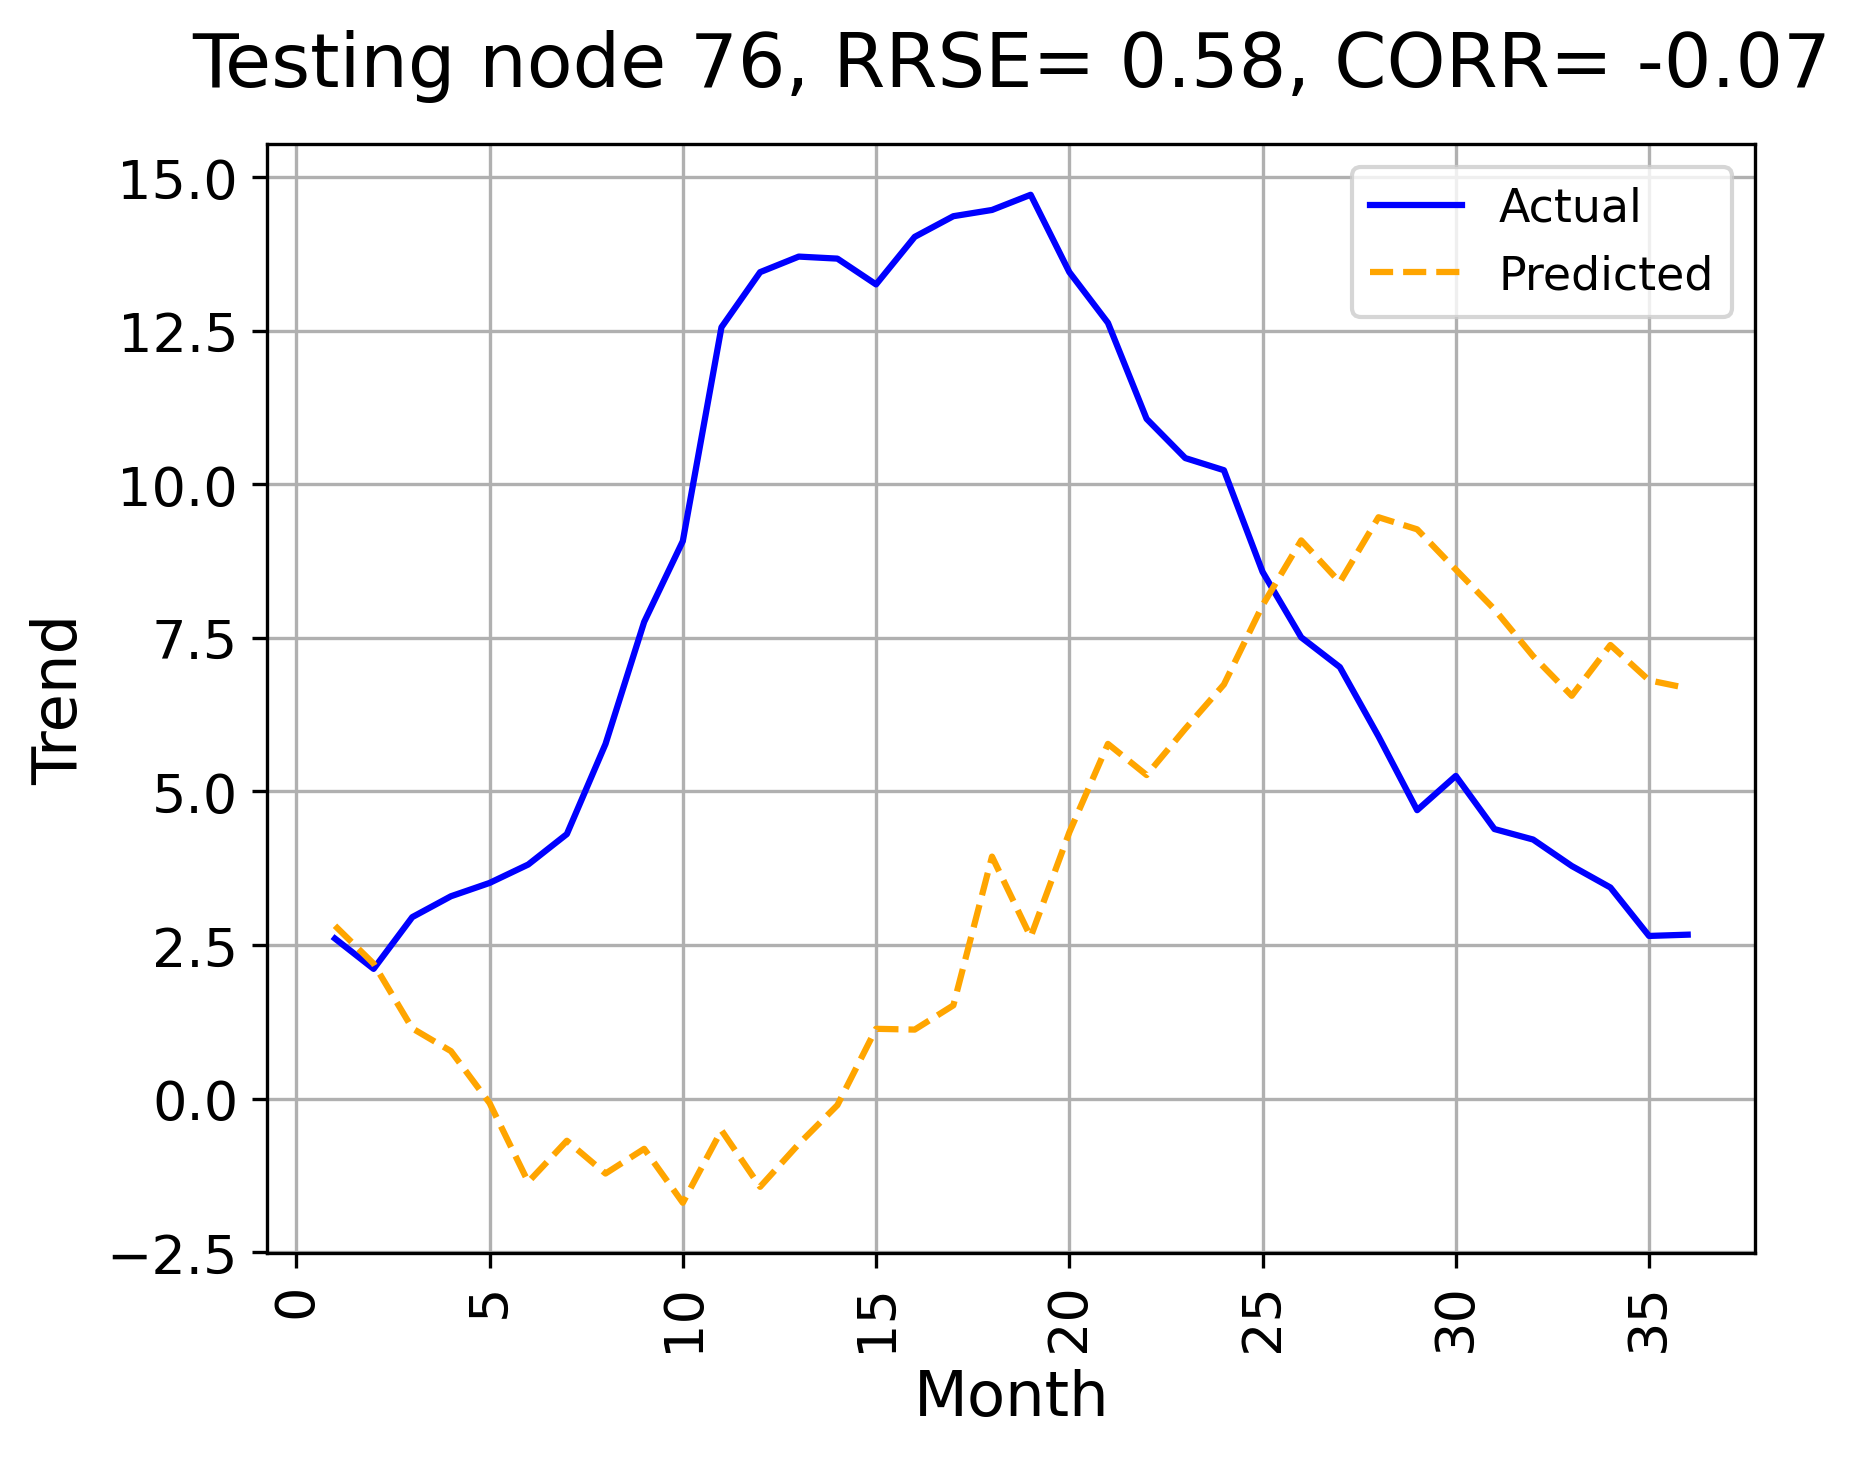 Testing node 76, RRSE= 0.58, CORR= -0.07
15.0
12.5
10.0
7.5
5.0
2.5
0.0
−2.5
Trend
Actual
Predicted
0 5 10 15 20 25 30 35
Month